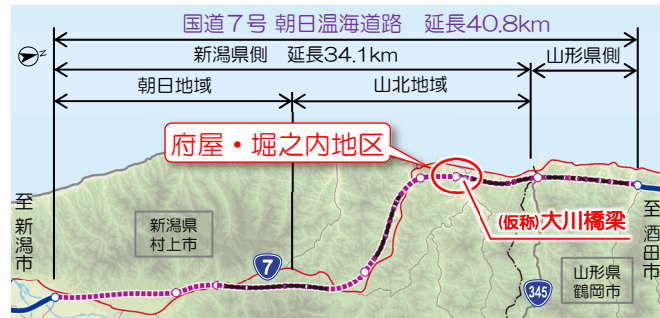 国道７号 朝日温海道路　延長40.8km
新潟県側　延長34.1km
山形県側
N
朝日地域
山北地域
府屋・堀之内地区
至 新潟市
新潟県
村上市
(仮称)大川橋梁
至 酒田市
7
山形県
鶴岡市
345